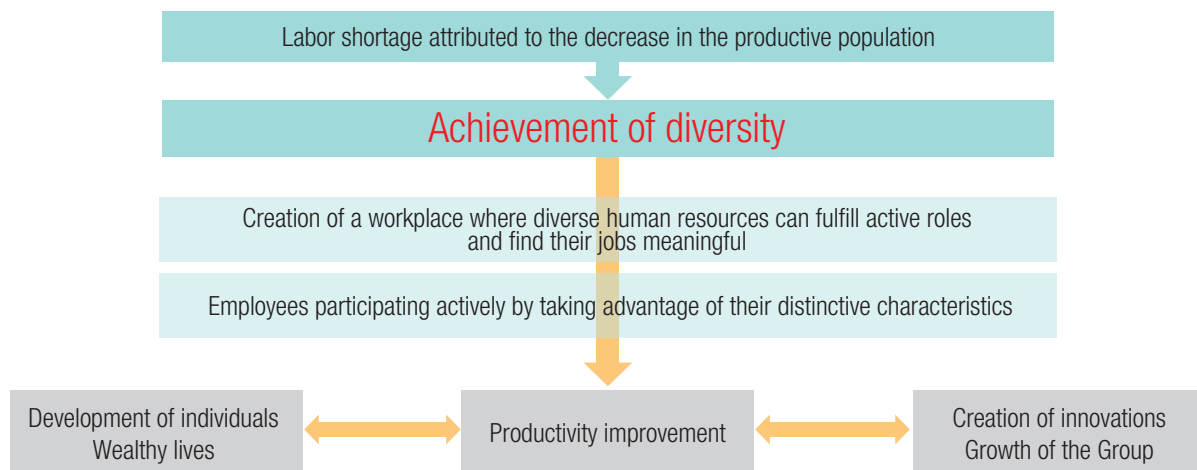 Labor shortage attributed to the decrease in the productive population
Achievement of diversity
Creation of a workplace where diverse human resources can fulfill active roles
and find their jobs meaningful
Employees participating actively by taking advantage of their distinctive characteristics
Development of individuals
Wealthy lives
Productivity improvement
Creation of innovations
Growth of the Group